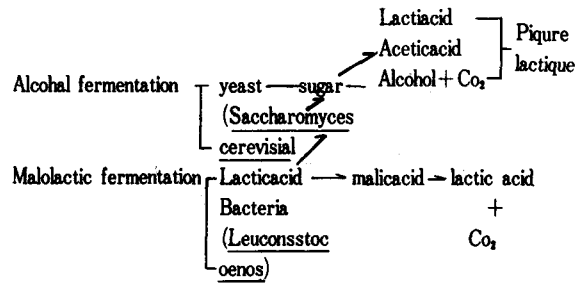 Lactiacid
Piqure
Aceticacid
lactique
Alcohal fermentation yeast sugar Alcohol + Co₂
(Saccharomyces
cerevisial
Malolactic fermentation Lacticacid malicacid lactic acid
Bacteria +
(Leuconsstoc Co₂
oenos)